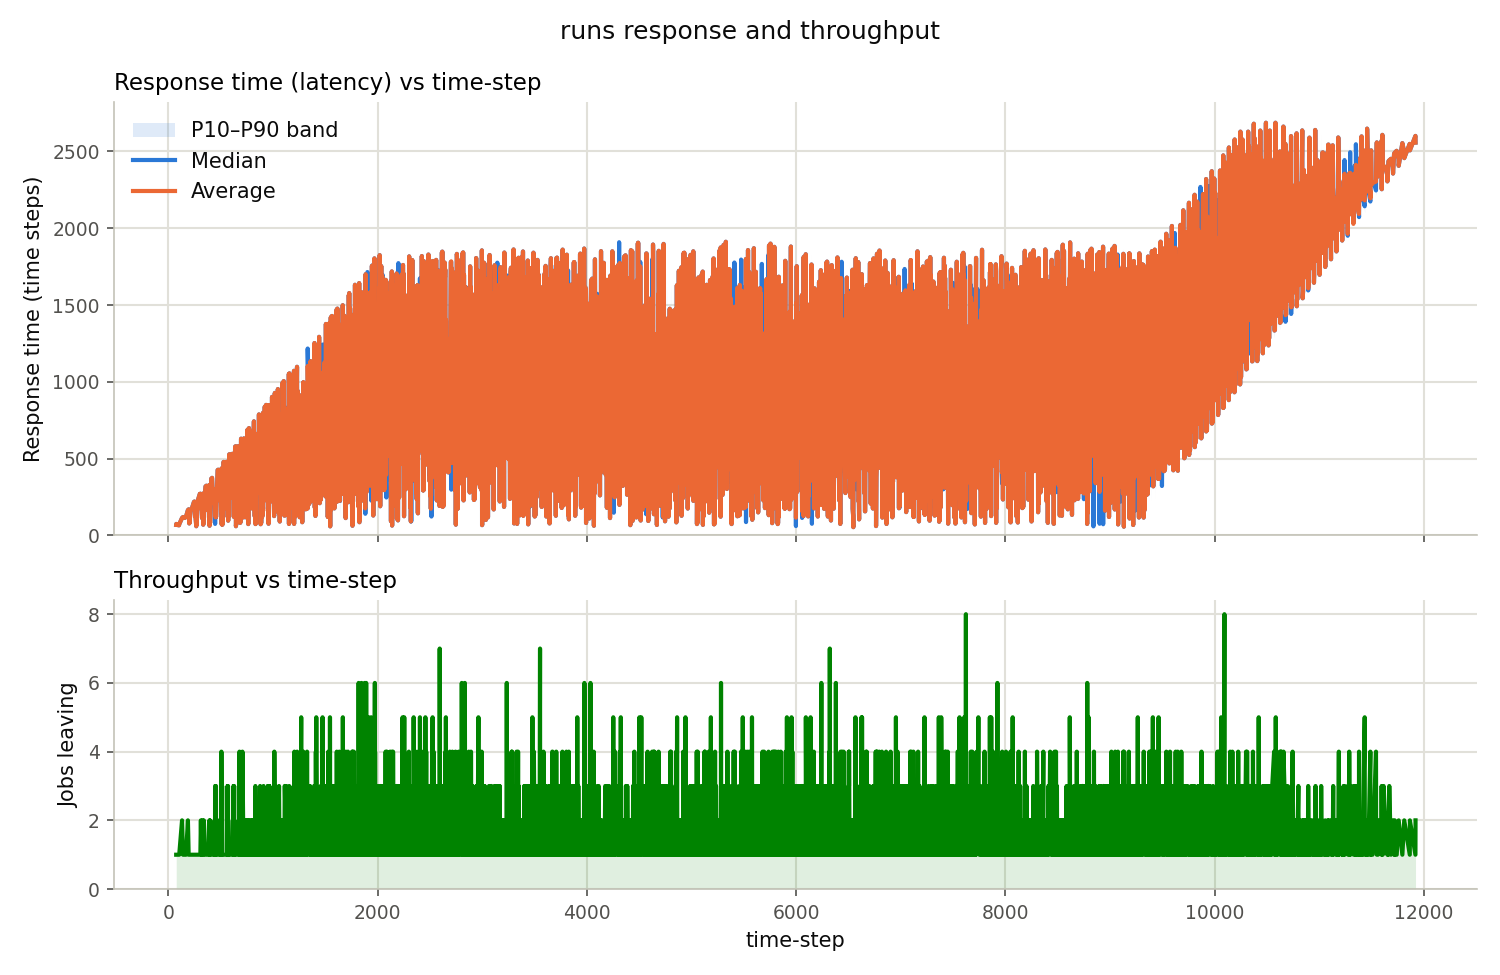 runs response and throughput
Response time (latency) vs time-step
P10–P90 band
Median
Average
Response time (time steps)
2500
2000
1500
1000
500
0
Throughput vs time-step
Jobs leaving
8
6
4
2
0
0 2000 4000 6000 8000 10000 12000
time-step